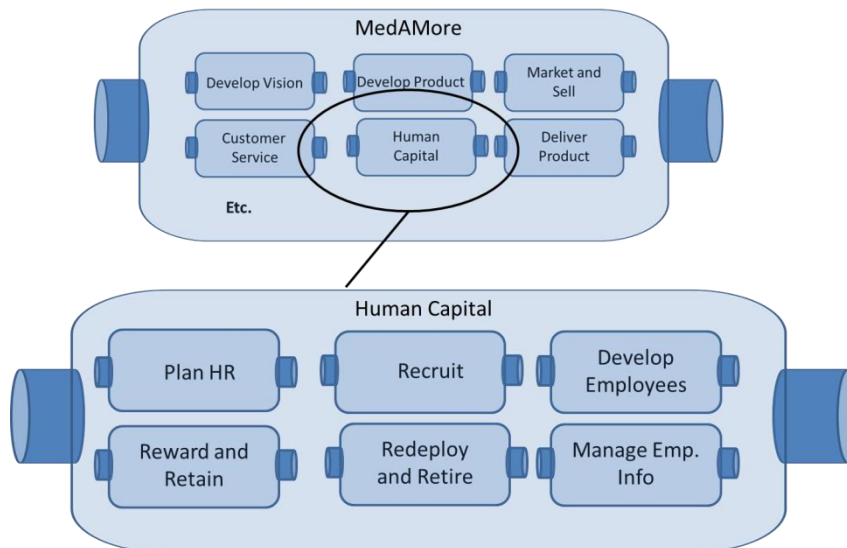 MedAMore
Develop Vision
Develop Product
Market and
Sell
Customer
Service
Human
Capital
Deliver
Product
Etc.
Human Capital
Plan HR
Recruit
Develop
Employees
Reward and
Retain
Redeploy
and Retire
Manage Emp.
Info